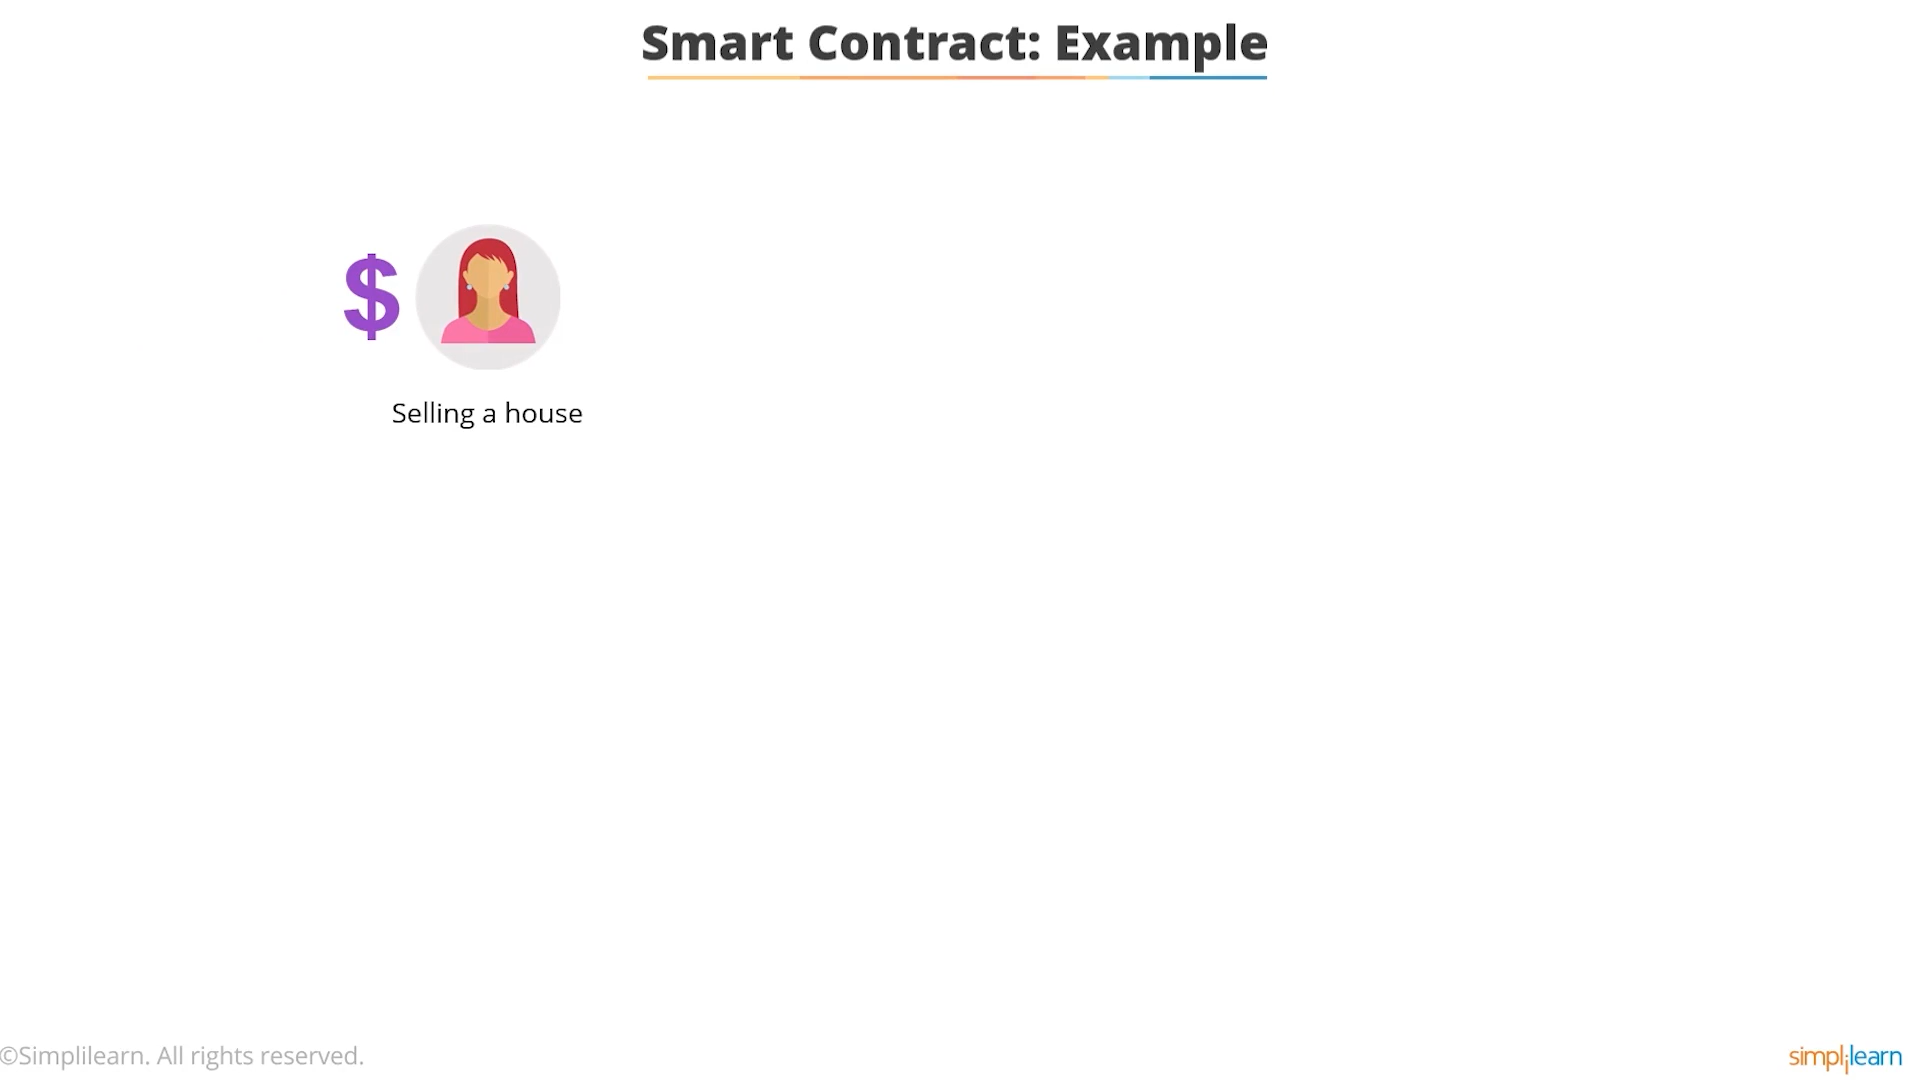 Smart Contract: Example
$
Selling a house
©Simplilearn. All rights reserved.
simplilearn